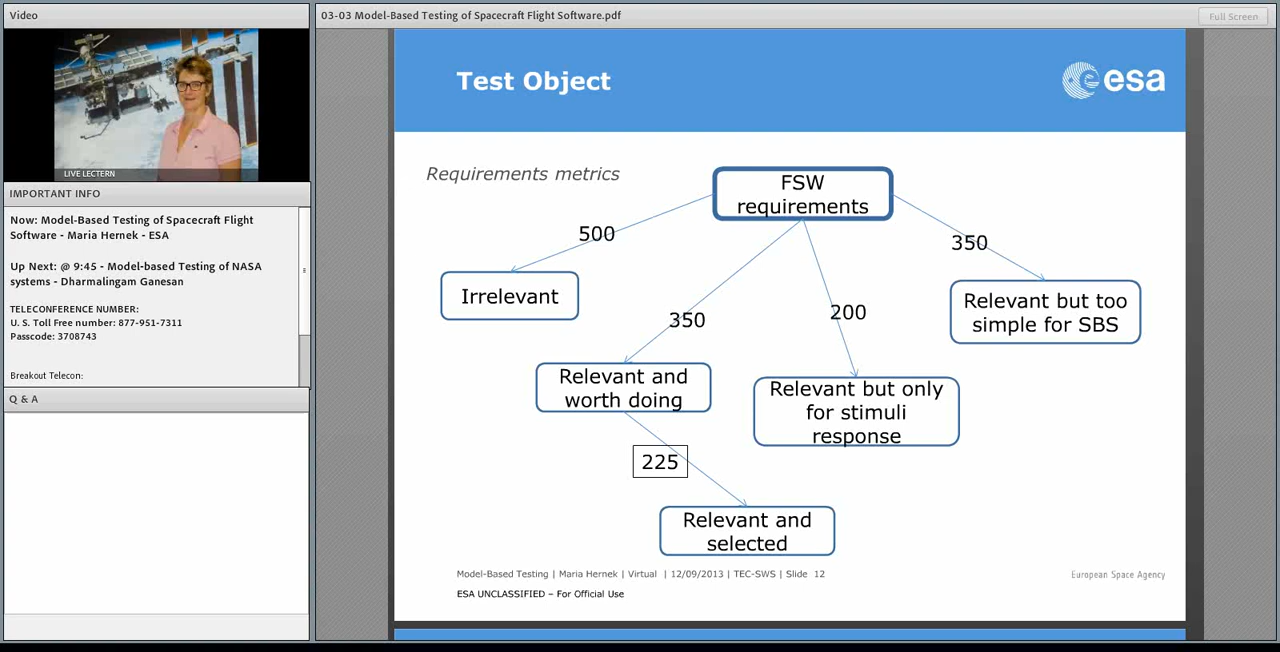 Video
LIVE LECTERN
IMPORTANT INFO
Now: Model-Based Testing of Spacecraft Flight
Software - Maria Hernek - ESA
Up Next: @ 9:45 - Model-based Testing of NASA
systems - Dharmalingam Ganesan
TELECONFERENCE NUMBER:
U. S. Toll Free number: 877-951-7311
Passcode: 3708743
Breakout Telecon:
Q & A
03-03 Model-Based Testing of Spacecraft Flight Software.pdf
Full Screen
Test Object
esa
Requirements metrics
FSW
requirements
500
350
Irrelevant
Relevant but too
simple for SBS
350
200
Relevant and
worth doing
Relevant but only
for stimuli
response
225
Relevant and
selected
Model-Based Testing | Maria Hernek | Virtual | 12/09/2013 | TEC-SWS | Slide 12
European Space Agency
ESA UNCLASSIFIED – For Official Use